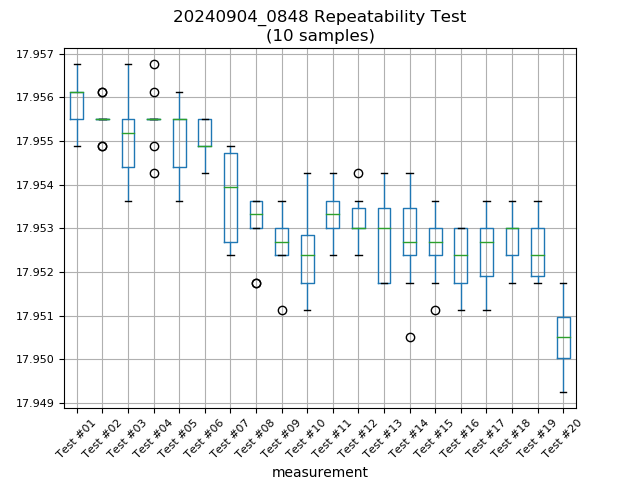 20240904_0848 Repeatability Test
(10 samples)
17.957
17.956
17.955
17.954
17.953
17.952
17.951
17.950
17.949
Test #01
Test #02
Test #03
Test #04
Test #05
Test #06
Test #07
Test #08
Test #09
Test #10
Test #11
Test #12
Test #13
Test #14
Test #15
Test #16
Test #17
Test #18
Test #19
Test #20
measurement